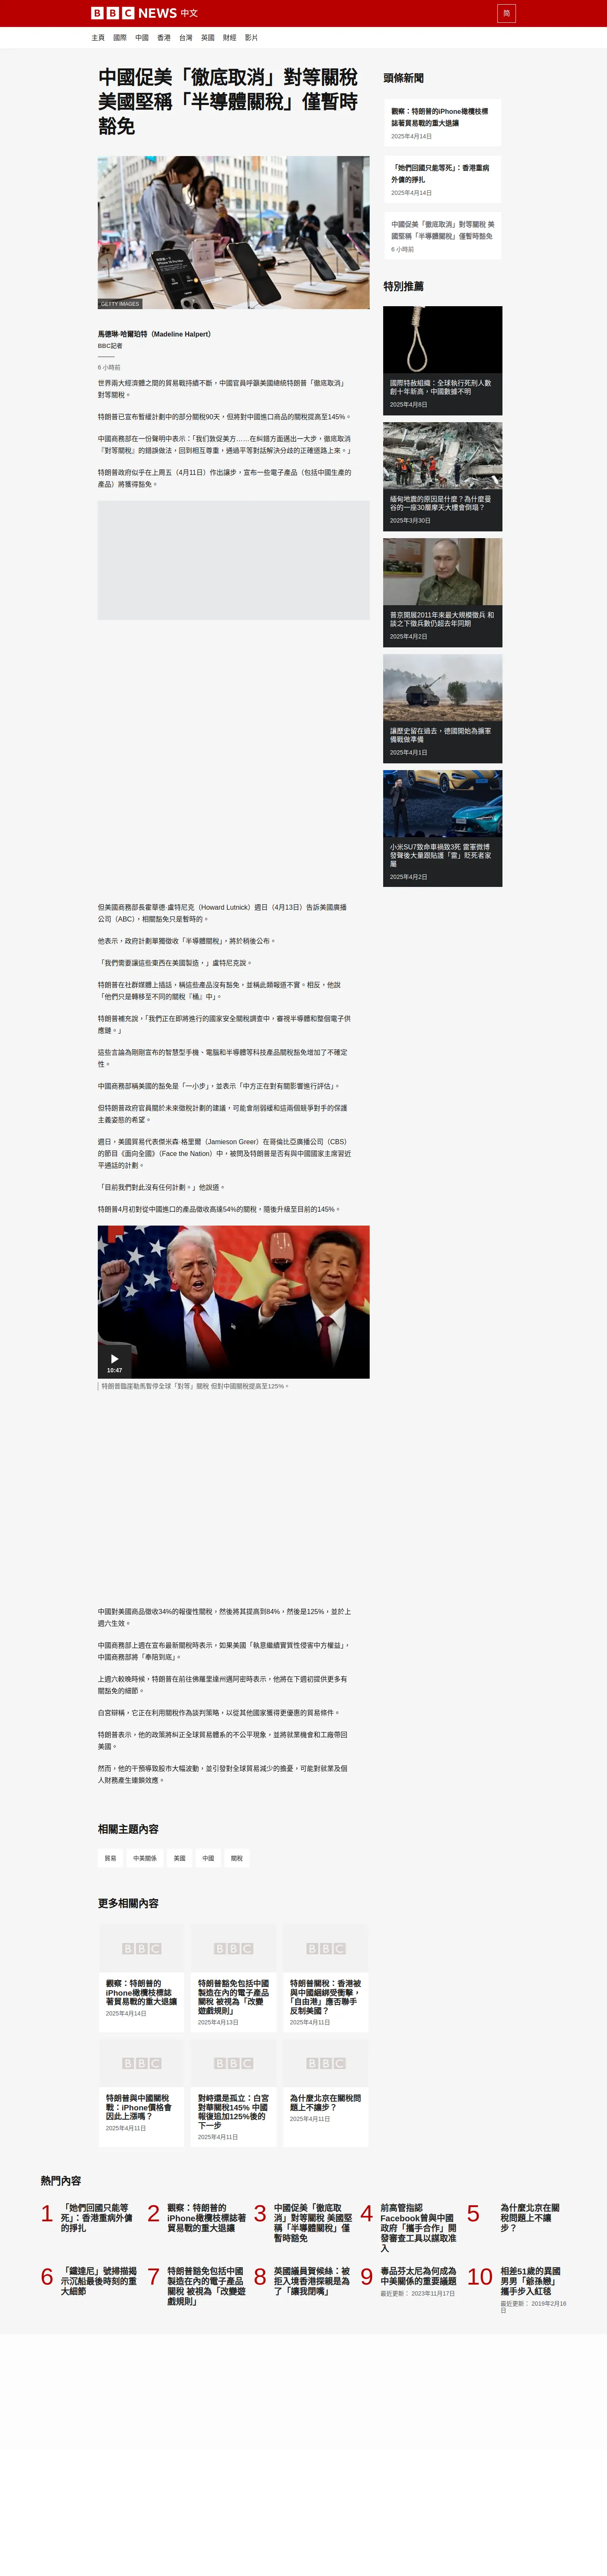 BBC NEWS 中文
简
主頁 國際 中國 香港 台灣 英國 財經 影片
中國促美「徹底取消」對等關稅
美國堅稱「半導體關稅」僅暫時
豁免
GETTY IMAGES
馬德琳·哈爾珀特（Madeline Halpert）
BBC記者
6 小時前
世界兩大經濟體之間的貿易戰持續不斷，中國官員呼籲美國總統特朗普「徹底取消」
對等關稅。
特朗普已宣布暫緩計劃中的部分關稅90天，但將對中國進口商品的關稅提高至145%。
中國商務部在一份聲明中表示：「我们敦促美方……在糾錯方面邁出一大步，徹底取消
『對等關稅』的錯誤做法，回到相互尊重，通過平等對話解決分歧的正確道路上來。」
特朗普政府似乎在上周五（4月11日）作出讓步，宣布一些電子產品（包括中國生產的
產品）將獲得豁免。
但美國商務部長霍華德·盧特尼克（Howard Lutnick）週日（4月13日）告訴美國廣播
公司（ABC），相關豁免只是暫時的。
他表示，政府計劃單獨徵收「半導體關稅」，將於稍後公布。
「我們需要讓這些東西在美國製造，」盧特尼克說。
特朗普在社群媒體上插話，稱這些產品沒有豁免，並稱此類報道不實。相反，他說
「他們只是轉移至不同的關稅『桶』中」。
特朗普補充說，「我們正在即將進行的國家安全關稅調查中，審視半導體和整個電子供
應鏈。」
這些言論為剛剛宣布的智慧型手機、電腦和半導體等科技產品關稅豁免增加了不確定
性。
中國商務部稱美國的豁免是「一小步」，並表示「中方正在對有關影響進行評估」。
但特朗普政府官員關於未來徵稅計劃的建議，可能會削弱緩和這兩個競爭對手的保護
主義姿態的希望。
週日，美國貿易代表傑米森·格里爾（Jamieson Greer）在哥倫比亞廣播公司（CBS）
的節目《面向全國》（Face the Nation）中，被問及特朗普是否有與中國國家主席習近
平通話的計劃。
「目前我們對此沒有任何計劃。」他說道。
特朗普4月初對從中國進口的產品徵收高達54%的關稅，隨後升級至目前的145%。
10:47
特朗普臨崖勒馬暫停全球「對等」關稅 但對中國關稅提高至125%。
中國對美國商品徵收34%的報復性關稅，然後將其提高到84%，然後是125%，並於上
週六生效。
中國商務部上週在宣布最新關稅時表示，如果美國「執意繼續實質性侵害中方權益」，
中國商務部將「奉陪到底」。
上週六較晚時候，特朗普在前往佛羅里達州邁阿密時表示，他將在下週初提供更多有
關豁免的細節。
白宮辯稱，它正在利用關稅作為談判策略，以從其他國家獲得更優惠的貿易條件。
特朗普表示，他的政策將糾正全球貿易體系的不公平現象，並將就業機會和工廠帶回
美國。
然而，他的干預導致股市大幅波動，並引發對全球貿易減少的擔憂，可能對就業及個
人財務產生連鎖效應。
相關主題內容
貿易 中美關係 美國 中國 關稅
更多相關內容
BBC BBC BBC
觀察：特朗普的
iPhone橄欖枝標誌
著貿易戰的重大退讓
2025年4月14日
特朗普豁免包括中國
製造在內的電子產品
關稅 被視為「改變
遊戲規則」
2025年4月13日
特朗普關稅：香港被
與中國綑綁受衝擊，
「自由港」應否聯手
反制美國？
2025年4月11日
BBC BBC BBC
特朗普與中國關稅
戰：iPhone價格會
因此上漲嗎？
2025年4月11日
對峙還是孤立：白宮
對華關稅145% 中國
報復追加125%後的
下一步
2025年4月11日
為什麼北京在關稅問
題上不讓步？
2025年4月11日
頭條新聞
觀察：特朗普的iPhone橄欖枝標
誌著貿易戰的重大退讓
2025年4月14日
「她們回國只能等死」：香港重病
外傭的掙扎
2025年4月14日
中國促美「徹底取消」對等關稅 美
國堅稱「半導體關稅」僅暫時豁免
6 小時前
特別推薦
國際特赦組織：全球執行死刑人數
創十年新高，中國數據不明
2025年4月8日
緬甸地震的原因是什麼？為什麼曼
谷的一座30層摩天大樓會倒塌？
2025年3月30日
普京開展2011年來最大規模徵兵 和
談之下徵兵數仍超去年同期
2025年4月2日
讓歷史留在過去，德國開始為擴軍
備戰做準備
2025年4月1日
小米SU7致命車禍致3死 雷軍微博
發聲後大量跟貼護「雷」貶死者家
屬
2025年4月2日
熱門內容
1
「她們回國只能等
死」：香港重病外傭
的掙扎
2
觀察：特朗普的
iPhone橄欖枝標誌著
貿易戰的重大退讓
3
中國促美「徹底取
消」對等關稅 美國堅
稱「半導體關稅」僅
暫時豁免
4
前高管指認
Facebook曾與中國
政府「攜手合作」開
發審查工具以謀取准
入
5
為什麼北京在關
稅問題上不讓
步？
6
「鐵達尼」號掃描揭
示沉船最後時刻的重
大細節
7
特朗普豁免包括中國
製造在內的電子產品
關稅 被視為「改變遊
戲規則」
8
英國議員賀候絲：被
拒入境香港探親是為
了「讓我閉嘴」
9
毒品芬太尼為何成為
中美關係的重要議題
最近更新： 2023年11月17日
10
相差51歲的異國
男男「爺孫戀」
攜手步入紅毯
最近更新： 2019年2月16
日